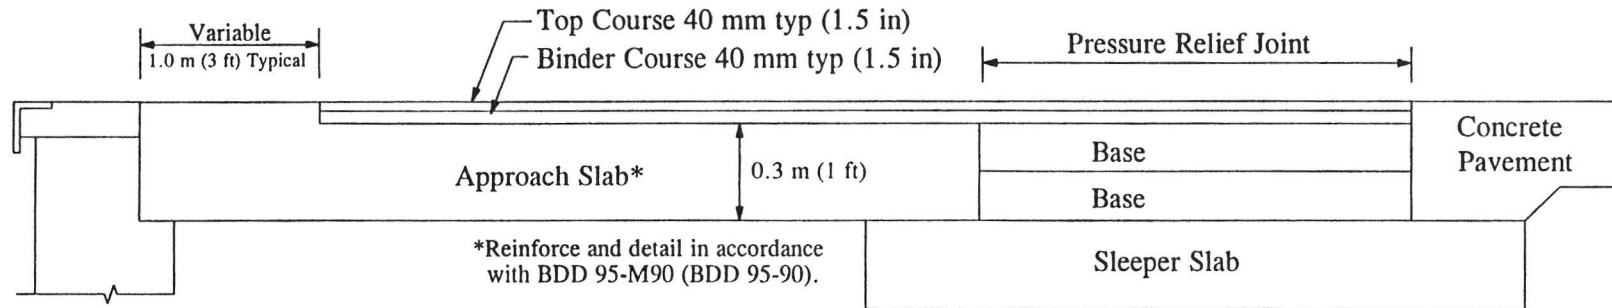 Top Course 40 mm typ (1.5 in)
Variable
1.0 m (3 ft) Typical
Binder Course 40 mm typ (1.5 in)
Pressure Relief Joint
Concrete
Pavement
Base
Approach Slab*
0.3 m (1 ft)
Base
*Reinforce and detail in accordance
with BDD 95-M90 (BDD 95-90).
Sleeper Slab